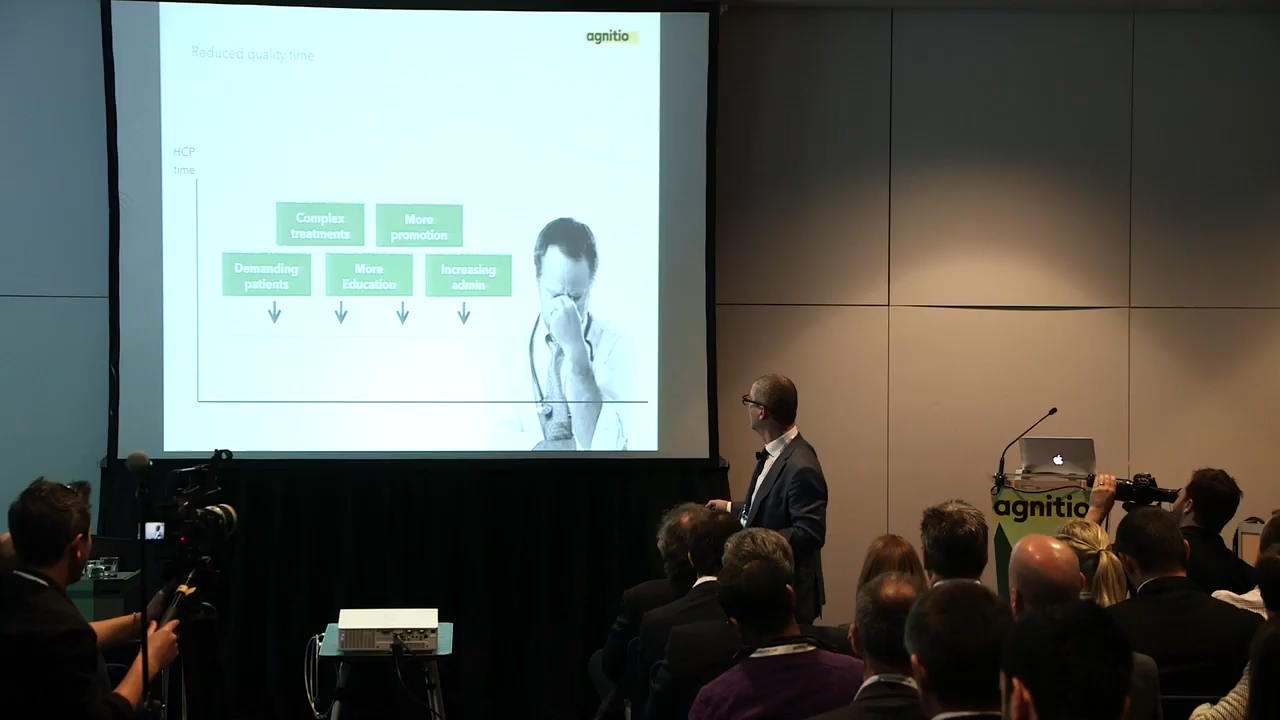 agnitio
Reduced quality time
HCP
time
Complex
treatments
More
promotion
Demanding
patients
More
Education
Increasing
admin
agnitio